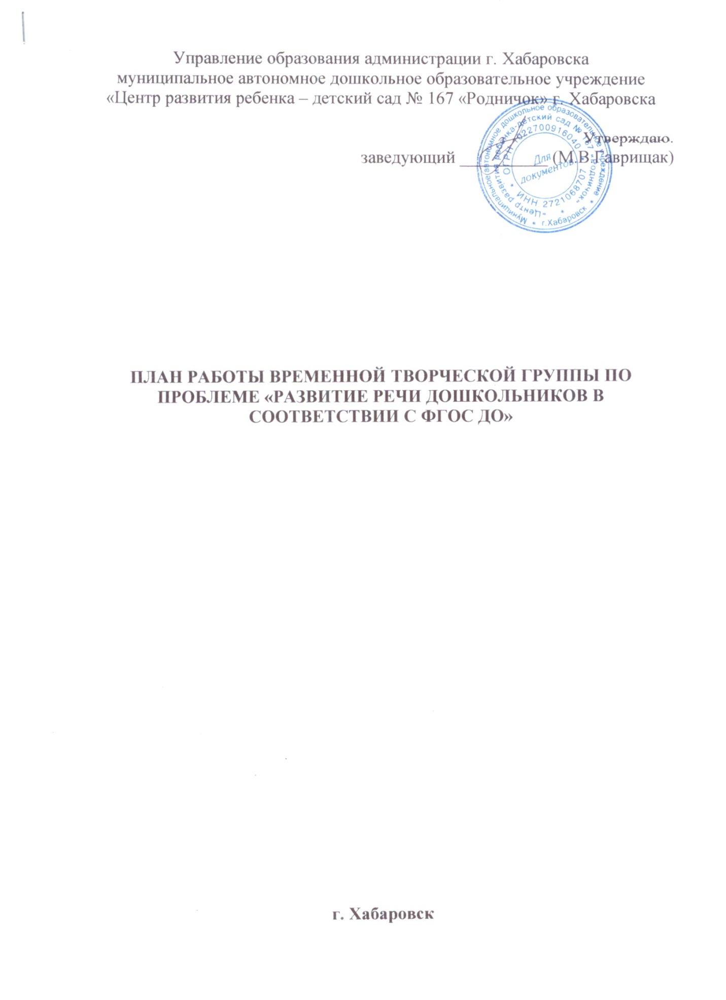 Управление образования администрации г. Хабаровска
муниципальное автономное дошкольное образовательное учреждение
«Центр развития ребенка – детский сад № 167 «Родничок» г. Хабаровска
Утверждаю.
заведующий __________ (М.В.Гаврищак)
Муниципальное автономное дошкольное образовательное учреждение * г.Хабаровск *
„Центр развития ребенка-детский сад № 167 „Родничок“ *
ОГРН 1022700916040 * ИНН 2721068707 *
Для
документов
ПЛАН РАБОТЫ ВРЕМЕННОЙ ТВОРЧЕСКОЙ ГРУППЫ ПО
ПРОБЛЕМЕ «РАЗВИТИЕ РЕЧИ ДОШКОЛЬНИКОВ В
СООТВЕТСТВИИ С ФГОС ДО»
г. Хабаровск